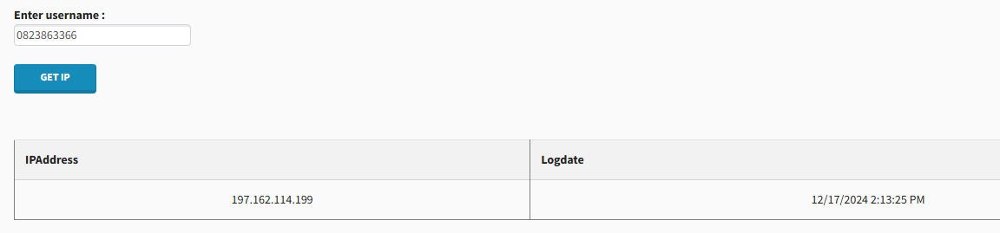 Enter username :
0823863366
GET IP
IPAddress Logdate
197.162.114.199 12/17/2024 2:13:25 PM